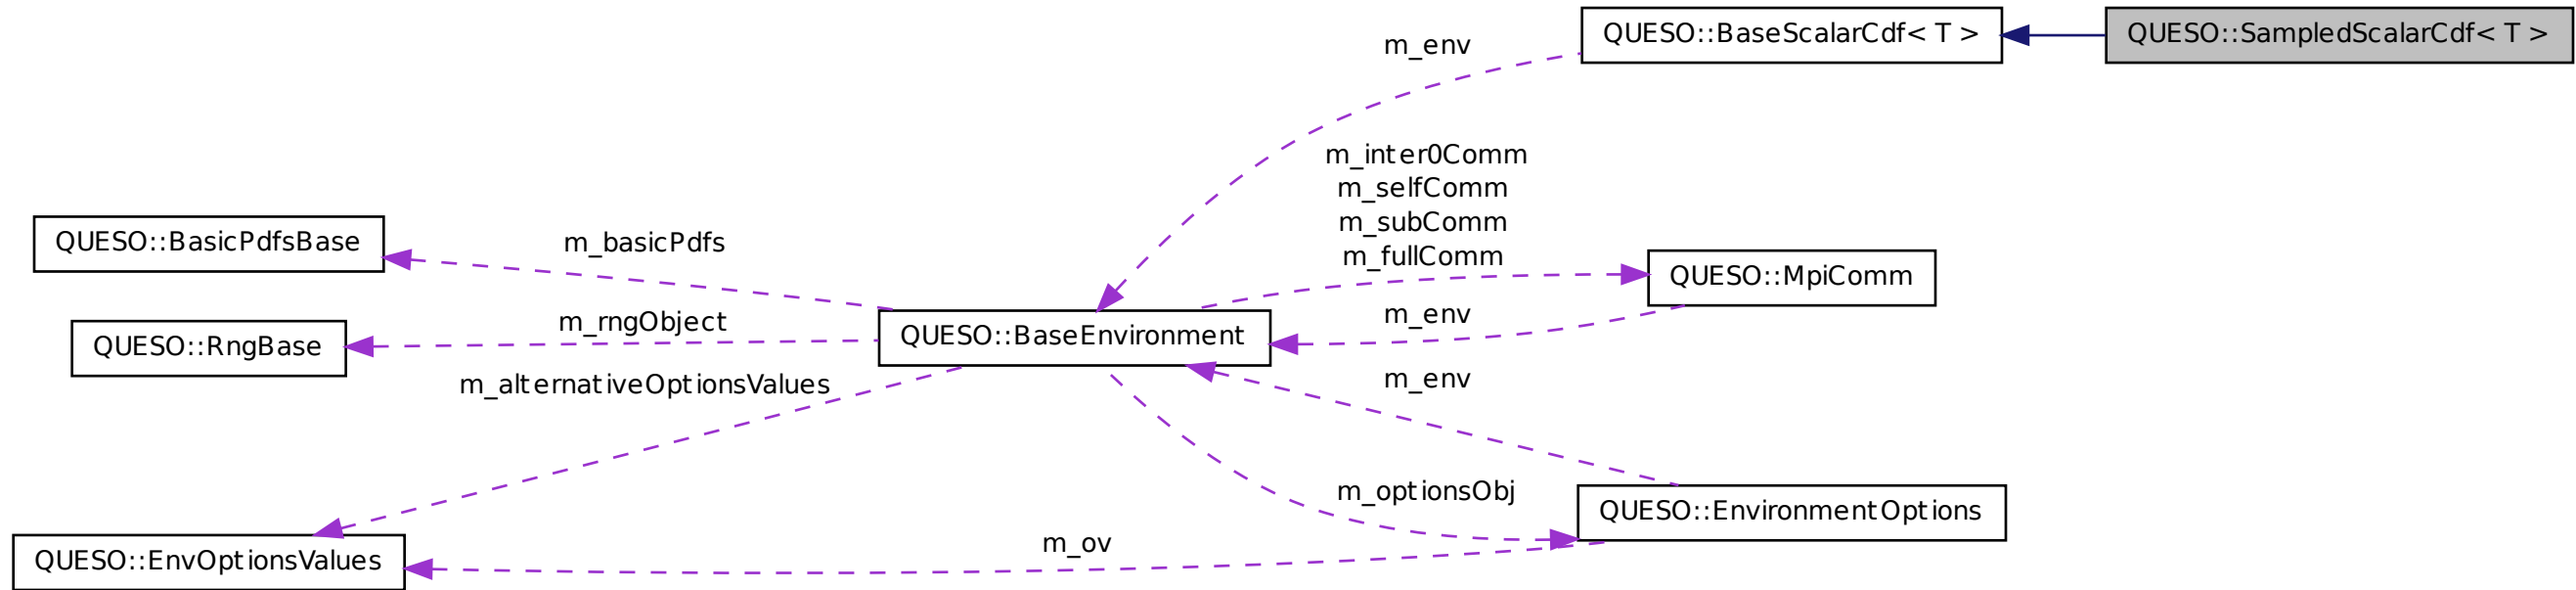 QUESO::BaseScalarCdf< T >
QUESO::SampledScalarCdf< T >
m_env
m_inter0Comm
m_selfComm
m_subComm
m_fullComm
QUESO::BasicPdfsBase
m_basicPdfs
QUESO::MpiComm
m_rngObject
m_env
QUESO::BaseEnvironment
QUESO::RngBase
m_alternativeOptionsValues
m_env
m_optionsObj
QUESO::EnvironmentOptions
m_ov
QUESO::EnvOptionsValues